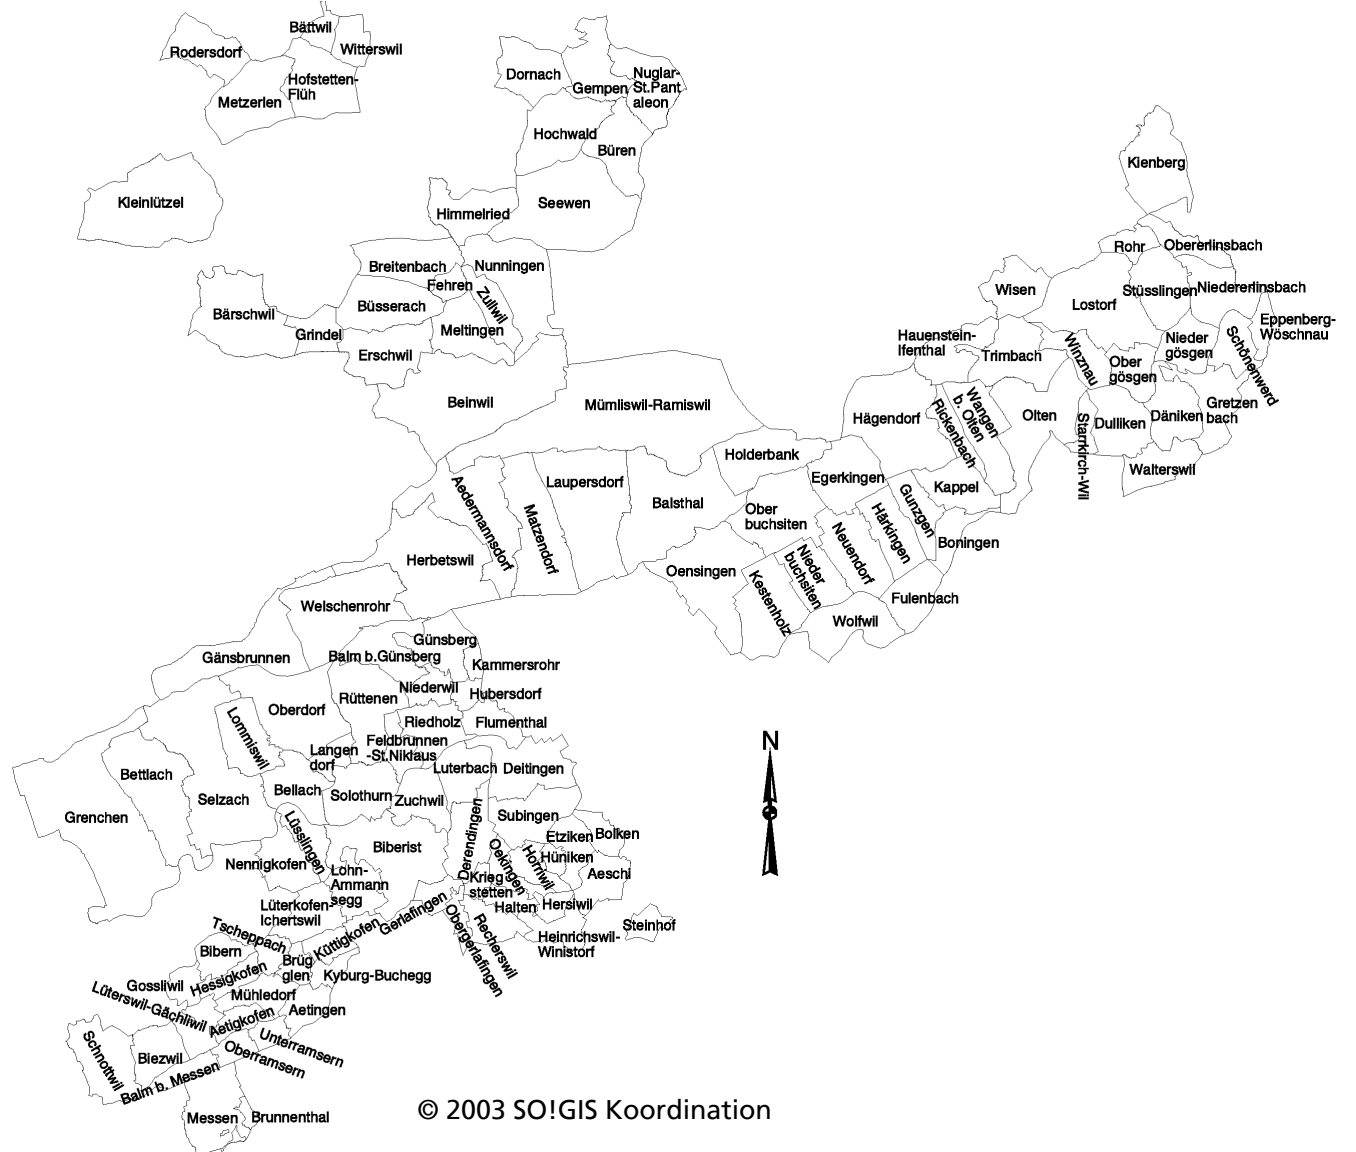 Bättwil
Rodersdorf
Witterswil
Hofstetten-
Flüh
Metzerlen
Dornach
Gempen
Nuglar-
St.Pant
aleon
Hochwald
Büren
Kienberg
Kleinlützel
Himmelried
Seewen
Rohr
Obererlinsbach
Breitenbach
Nunningen
Fehren
Zullwil
Büsserach
Bärschwil
Grindel
Meltingen
Erschwil
Wisen
Lostorf
Stüsslingen
Niedererlinsbach
Eppenberg-
Wöschnau
Hauenstein-
Ifenthal
Trimbach
Winznau
Ober
gösgen
Nieder
gösgen
Schönenwerd
Beinwil
Mümliswil-Ramiswil
Hägendorf
Rickenbach
Wangen
b. Olten
Olten
Starrkirch-Wil
Dulliken
Däniken
Gretzen
bach
Walterswil
Holderbank
Egerkingen
Kappel
Gunzgen
Härkingen
Boningen
Aedermannsdorf
Matzendorf
Laupersdorf
Balsthal
Ober
buchsiten
Neuendorf
Nieder
buchsiten
Herbetswil
Oensingen
Kestenholz
Fulenbach
Wolfwil
Welschenrohr
Gänsbrunnen
Günsberg
Balm b.Günsberg
Kammersrohr
Niederwil
Hubersdorf
Rüttenen
Oberdorf
Lommiswil
Riedholz
Flumenthal
Feldbrunnen
-St.Niklaus
Langen
dorf
Luterbach
Deitingen
Bettlach
Grenchen
Selzach
Bellach
Solothurn
Zuchwil
Derendingen
Subingen
Etziken
Bolken
Lüsslingen
Biberist
Oekingen
Horriwil
Hüniken
Aeschi
Nennigkofen
Lohn-
Ammann
segg
Krieg
stetten
Halten
Hersiwil
Lüterkofen-
Ichertswil
Gerlafingen
Obergerlafingen
Recherswil
Heinrichswil-
Winistorf
Steinhof
Tscheppach
Küttigkofen
Bibern
Brüg
glen
Kyburg-Buchegg
Gossliwil
Hessigkofen
Mühledorf
Lüterswil-Gächliwil
Aetigkofen
Aetingen
Unterramsern
Oberramsern
Schnottwil
Biezwil
Balm b. Messen
Messen
Brunnenthal
N
© 2003 SO!GIS Koordination